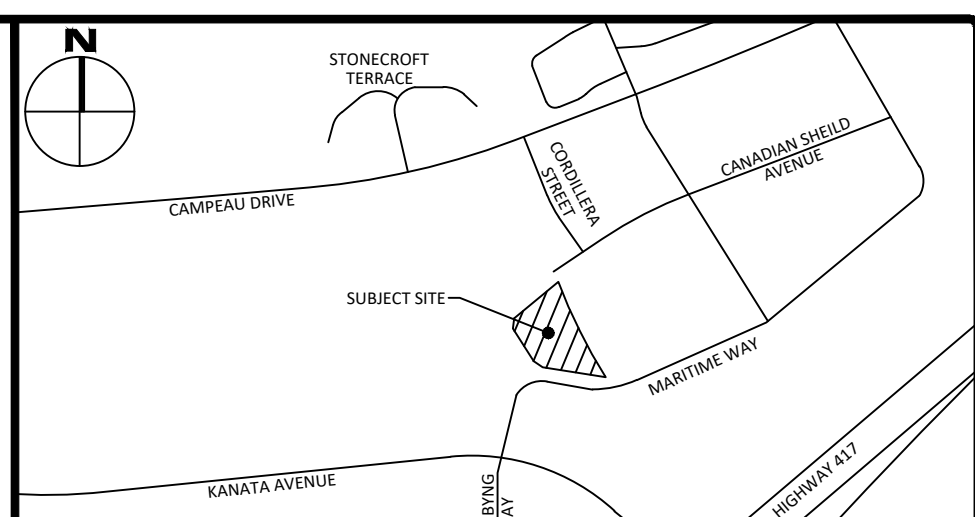 N
STONECROFT
TERRACE
CORDILLERA
STREET
CANADIAN SHEILD
AVENUE
CAMPEAU DRIVE
SUBJECT SITE
MARITIME WAY
HIGHWAY 417
KANATA AVENUE
BYNG
AY